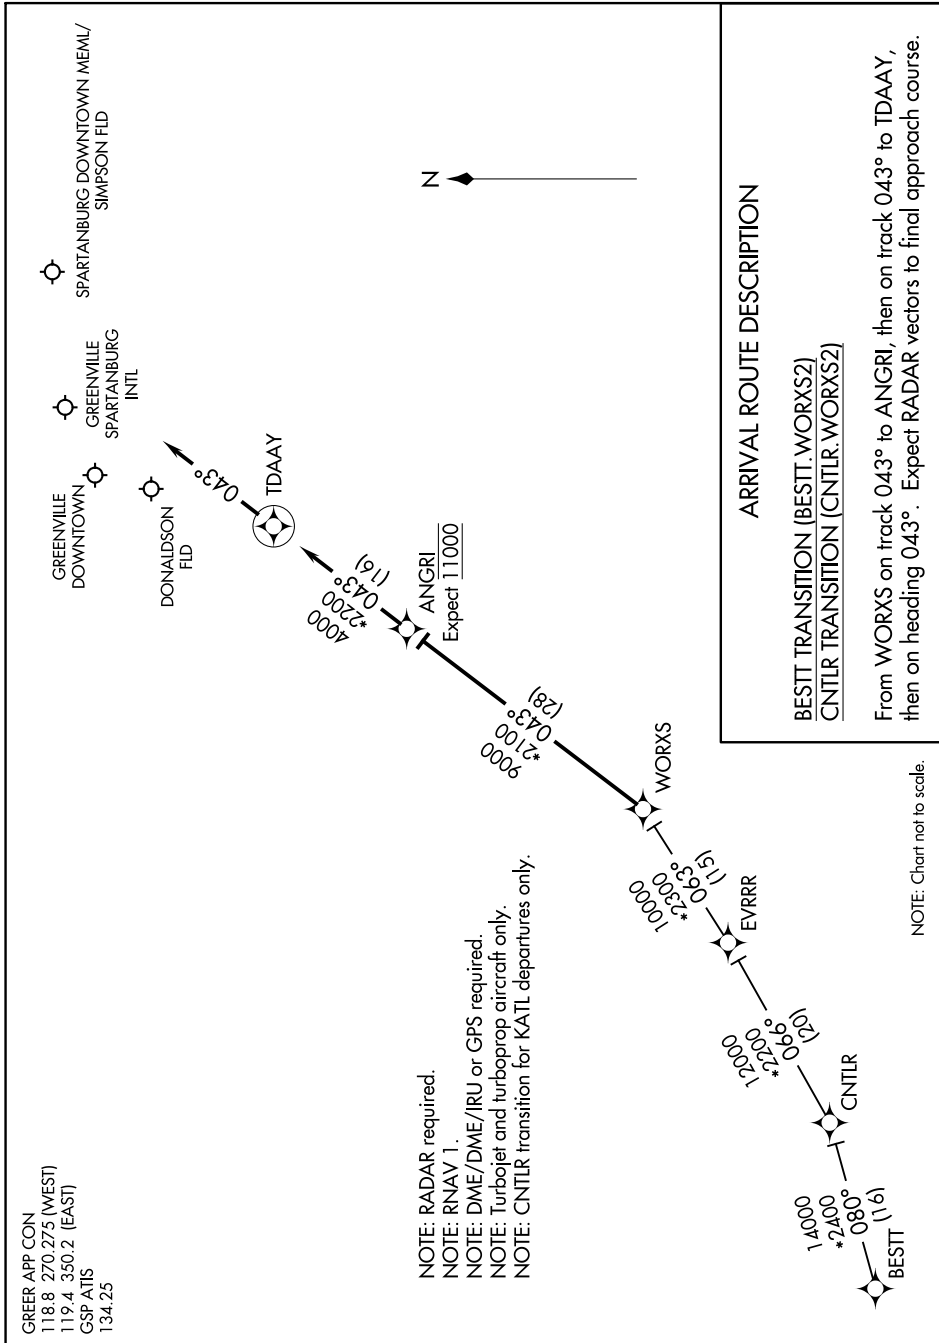 GREER APP CON
118.8 270.275 (WEST)
119.4 350.2 (EAST)
GSP ATIS
134.25
SPARTANBURG DOWNTOWN MEML/
SIMPSON FLD
GREENVILLE
SPARTANBURG
INTL
GREENVILLE
DOWNTOWN
DONALDSON
FLD
043°
TDAAY
4000
*2200
043°
(16)
ANGRI
Expect 11000
N
9000
*2100
043°
(28)
WORXS
10000
*2300
063°
(15)
EVRRR
12000
*2200
066°
(20)
CNTLR
14000
*2400
080°
(16)
BESTT
NOTE: RADAR required.
NOTE: RNAV 1.
NOTE: DME/DME/IRU or GPS required.
NOTE: Turbojet and turboprop aircraft only.
NOTE: CNTLR transition for KATL departures only.
ARRIVAL ROUTE DESCRIPTION
BESTT TRANSITION (BESTT.WORXS2)
CNTLR TRANSITION (CNTLR.WORXS2)
From WORXS on track 043° to ANGRI, then on track 043° to TDAAY,
then on heading 043°. Expect RADAR vectors to final approach course.
NOTE: Chart not to scale.